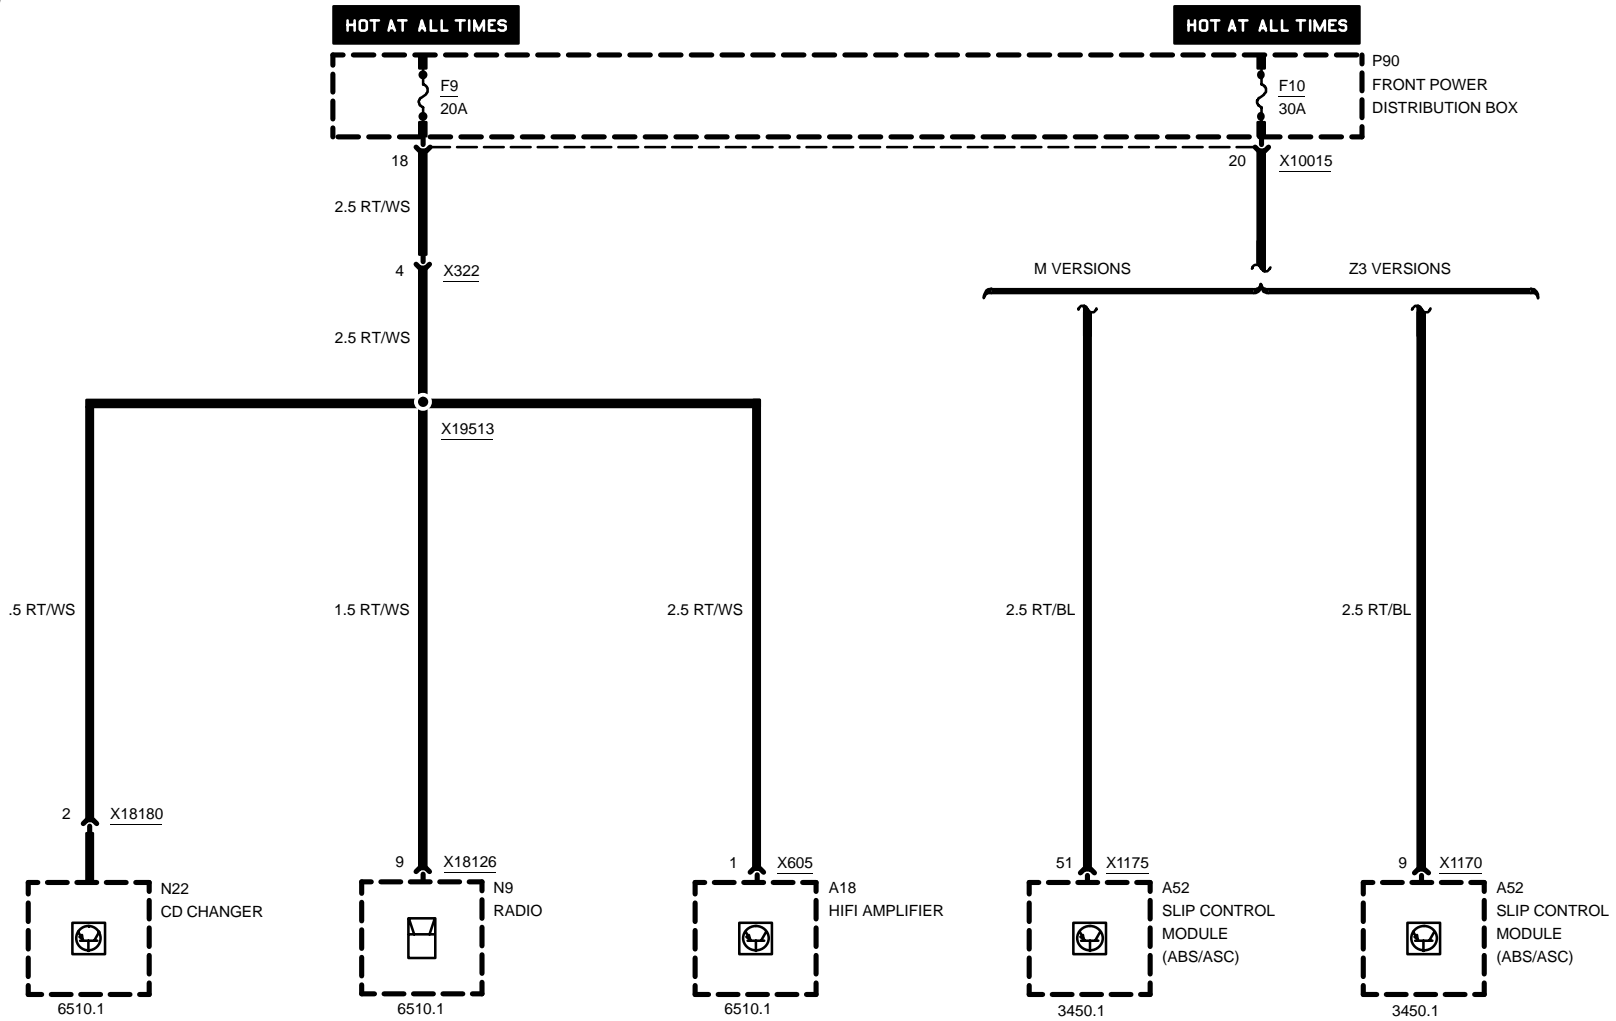 HOT AT ALL TIMES
HOT AT ALL TIMES
F9
20A
F10
30A
P90
FRONT POWER
DISTRIBUTION BOX
18
20
X10015
2.5 RT/WS
4
X322
M VERSIONS
Z3 VERSIONS
2.5 RT/WS
X19513
.5 RT/WS
1.5 RT/WS
2.5 RT/WS
2.5 RT/BL
2.5 RT/BL
2
X18180
9
X18126
1
X605
51
X1175
9
X1170
N22
CD CHANGER
N9
RADIO
A18
HIFI AMPLIFIER
A52
SLIP CONTROL
MODULE
(ABS/ASC)
A52
SLIP CONTROL
MODULE
(ABS/ASC)
6510.1
6510.1
6510.1
3450.1
3450.1